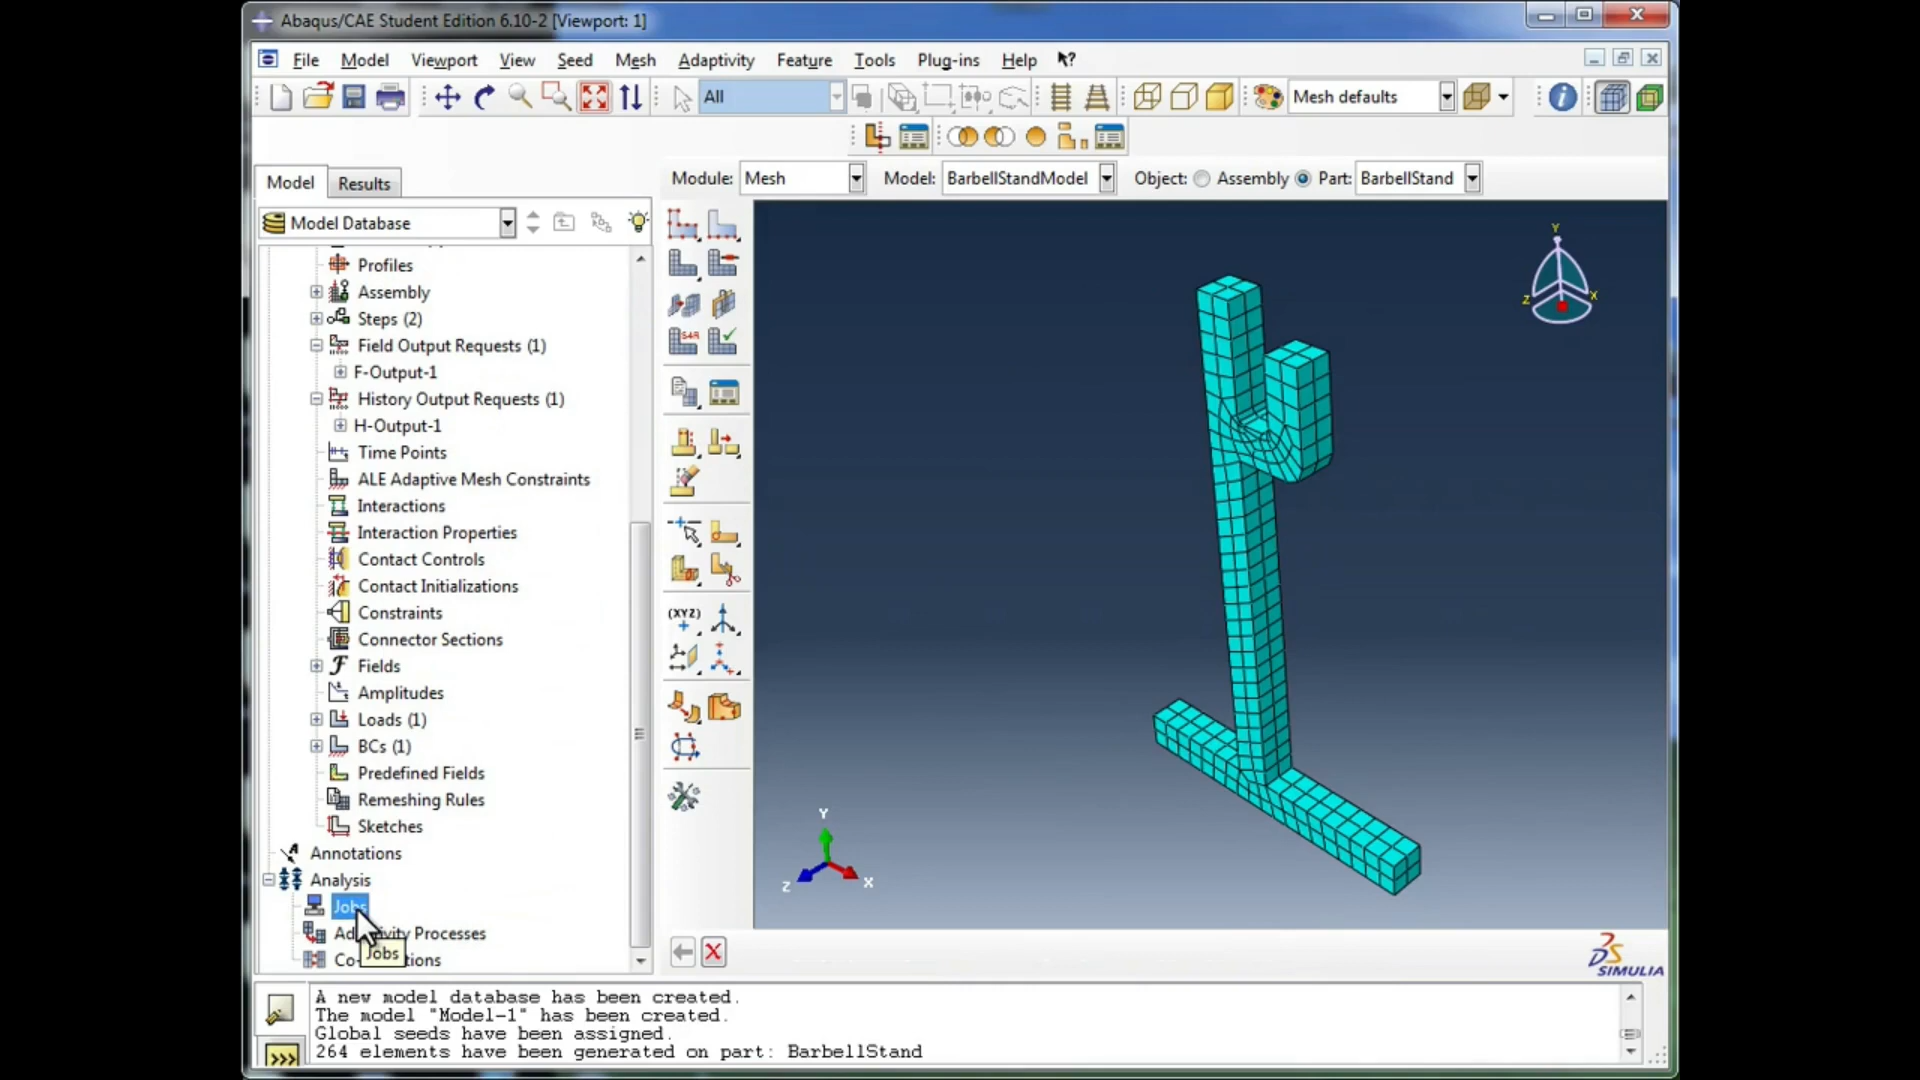 Abaqus/CAE Student Edition 6.10-2 [Viewport: 1]
File Model Viewport View Seed Mesh Adaptivity Feature Tools Plug-ins Help
All
Mesh defaults
Model Results
Module: Mesh Model: BarbellStandModel Object: Assembly Part: BarbellStand
Model Database
Profiles
Assembly
Steps (2)
Field Output Requests (1)
F-Output-1
History Output Requests (1)
H-Output-1
Time Points
ALE Adaptive Mesh Constraints
Interactions
Interaction Properties
Contact Controls
Contact Initializations
Constraints
Connector Sections
Fields
Amplitudes
Loads (1)
BCs (1)
Predefined Fields
Remeshing Rules
Sketches
Annotations
Analysis
Jobs
Processes
Jobs
(XYZ)
Y
Z
X
Y
Z
X
SIMULIA
A new model database has been created.
The model "Model-1" has been created.
Global seeds have been assigned.
264 elements have been generated on part: BarbellStand
>>>